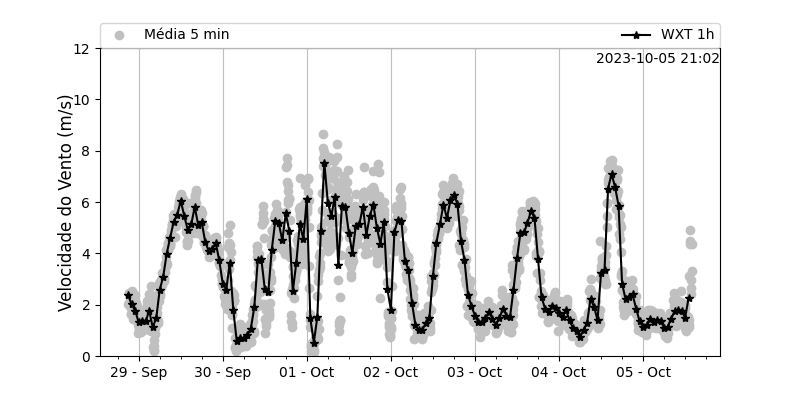 Média 5 min
WXT 1h
2023-10-05 21:02
Velocidade do Vento (m/s)
12
10
8
6
4
2
0
29 - Sep
30 - Sep
01 - Oct
02 - Oct
03 - Oct
04 - Oct
05 - Oct